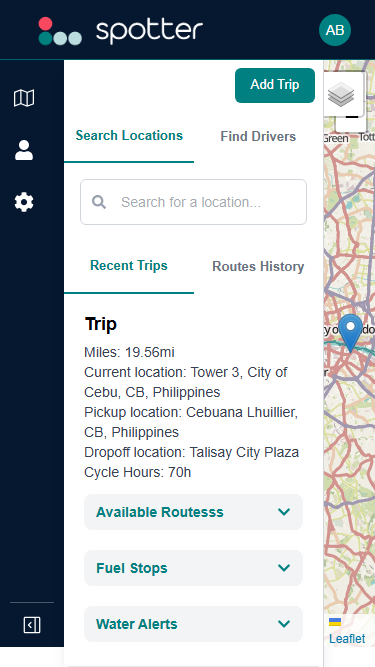 spotter
AB
Add Trip
Search Locations
Find Drivers
Green
Tott
Search for a location...
Recent Trips
Routes History
Trip
Miles: 19.56mi
Current location: Tower 3, City of
Cebu, CB, Philippines
Pickup location: Cebuana Lhuillier,
CB, Philippines
Dropoff location: Talisay City Plaza
Cycle Hours: 70h
Available Routesss
Fuel Stops
Water Alerts
Leaflet